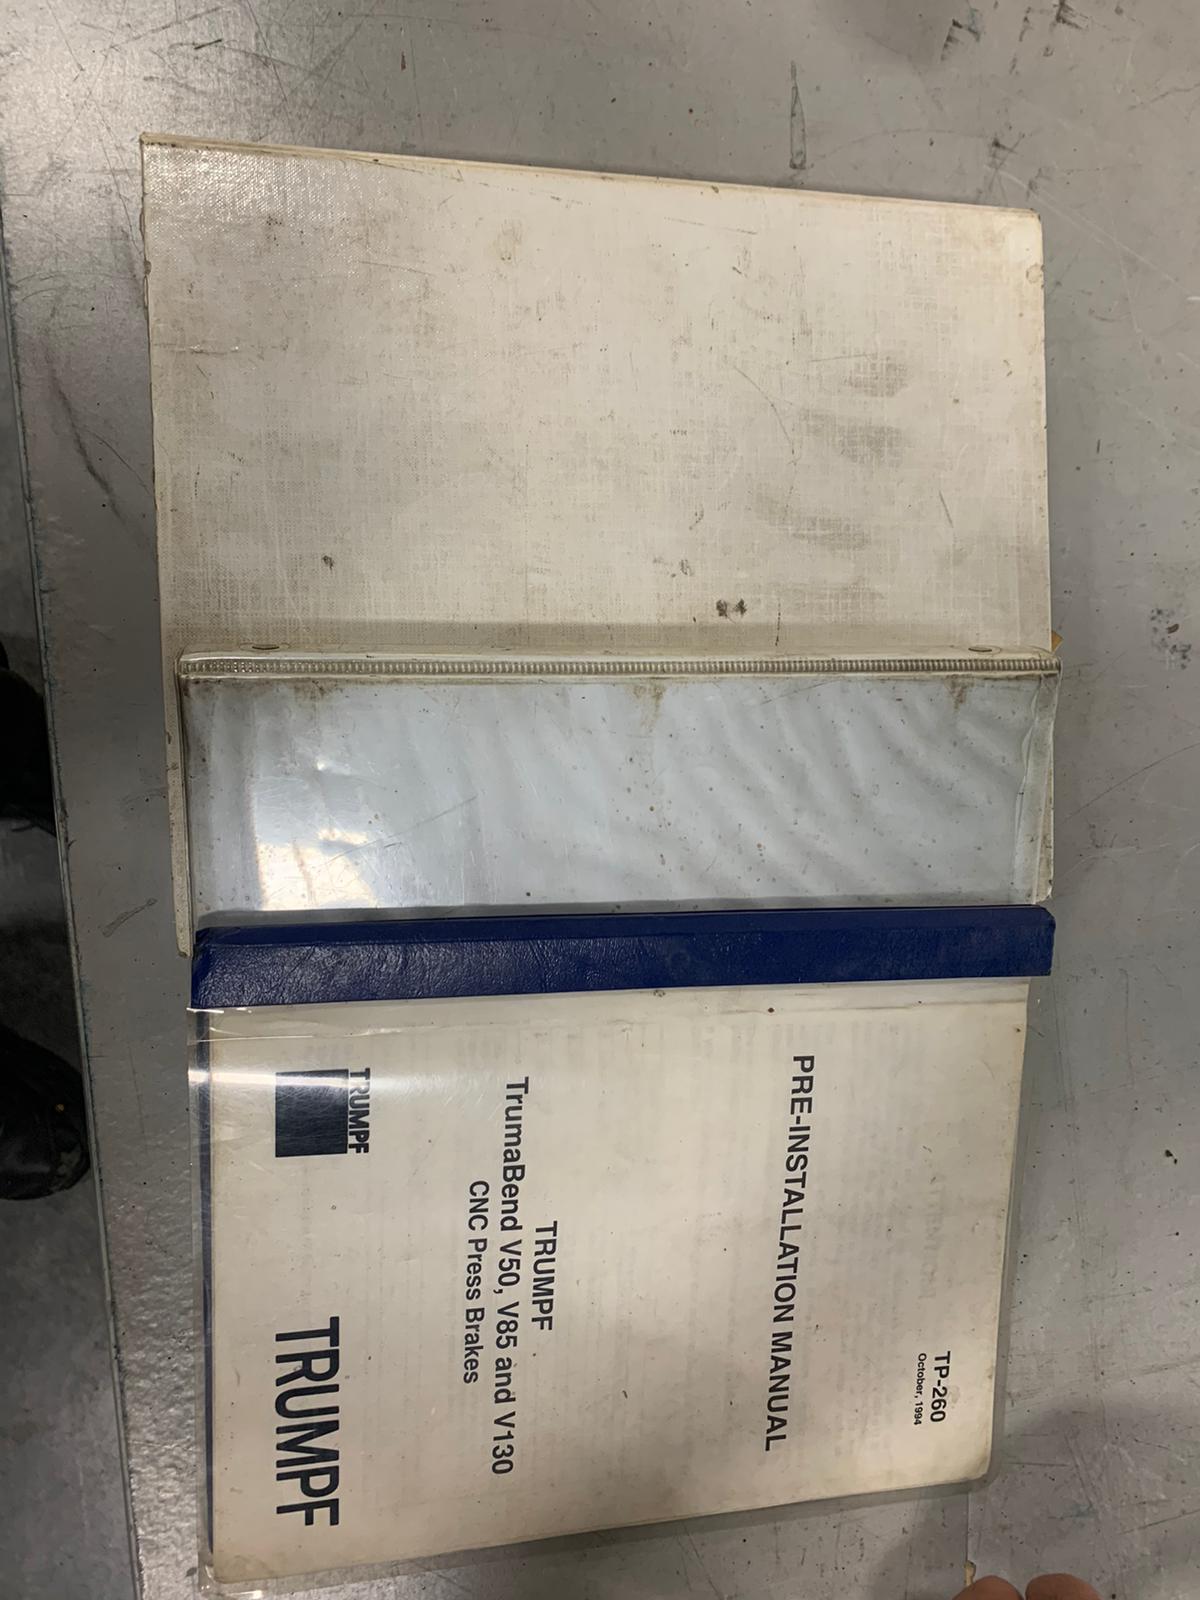 TP-260
October, 1994
PRE-INSTALLATION MANUAL
TRUMPF
TrumaBend V50, V85 and V130
CNC Press Brakes
TRUMPF
TRUMPF